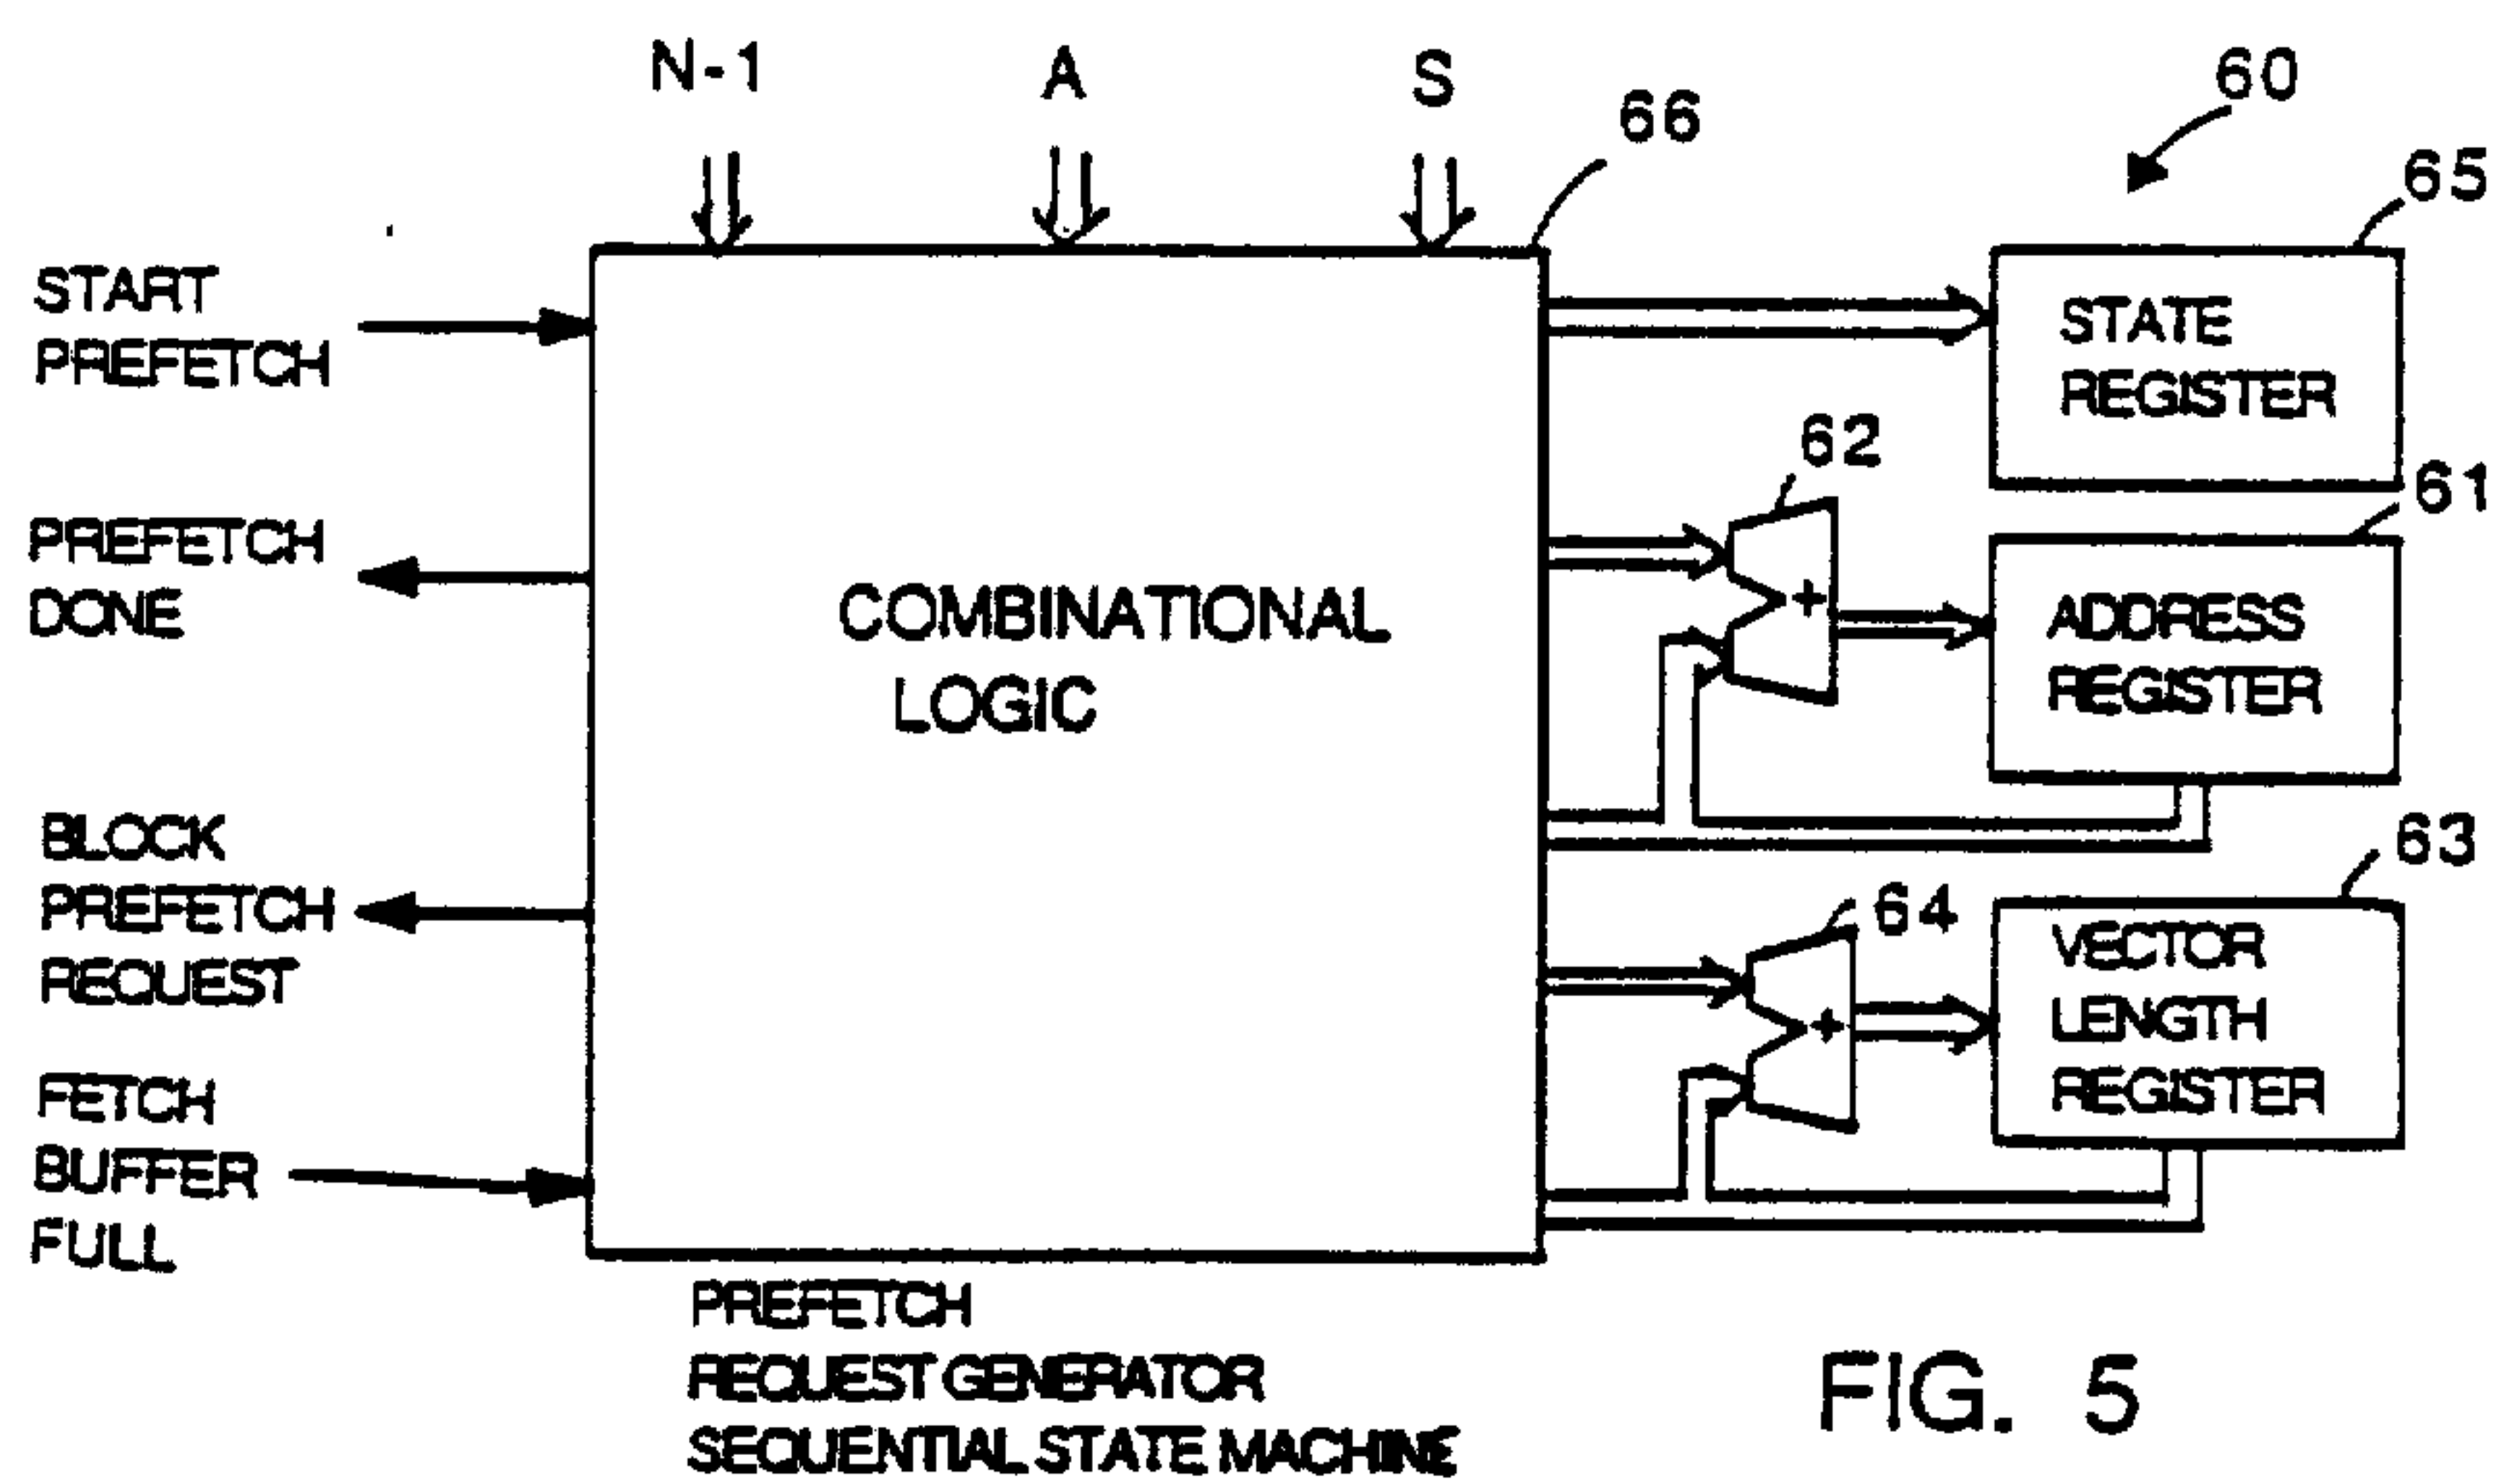 N-1
A
S
66
60
65
START
PREFETCH
STATE
REGISTER
62
61
PREFETCH
DONE
COMBINATIONAL
LOGIC
+
ADDRESS
REGISTER
63
BLOCK
PREFETCH
REQUEST
64
+
VECTOR
LENGTH
REGISTER
FETCH
BUFFER
FULL
PREFETCH
REQUEST GENERATOR
SEQUENTIAL STATE MACHINE
FIG. 5